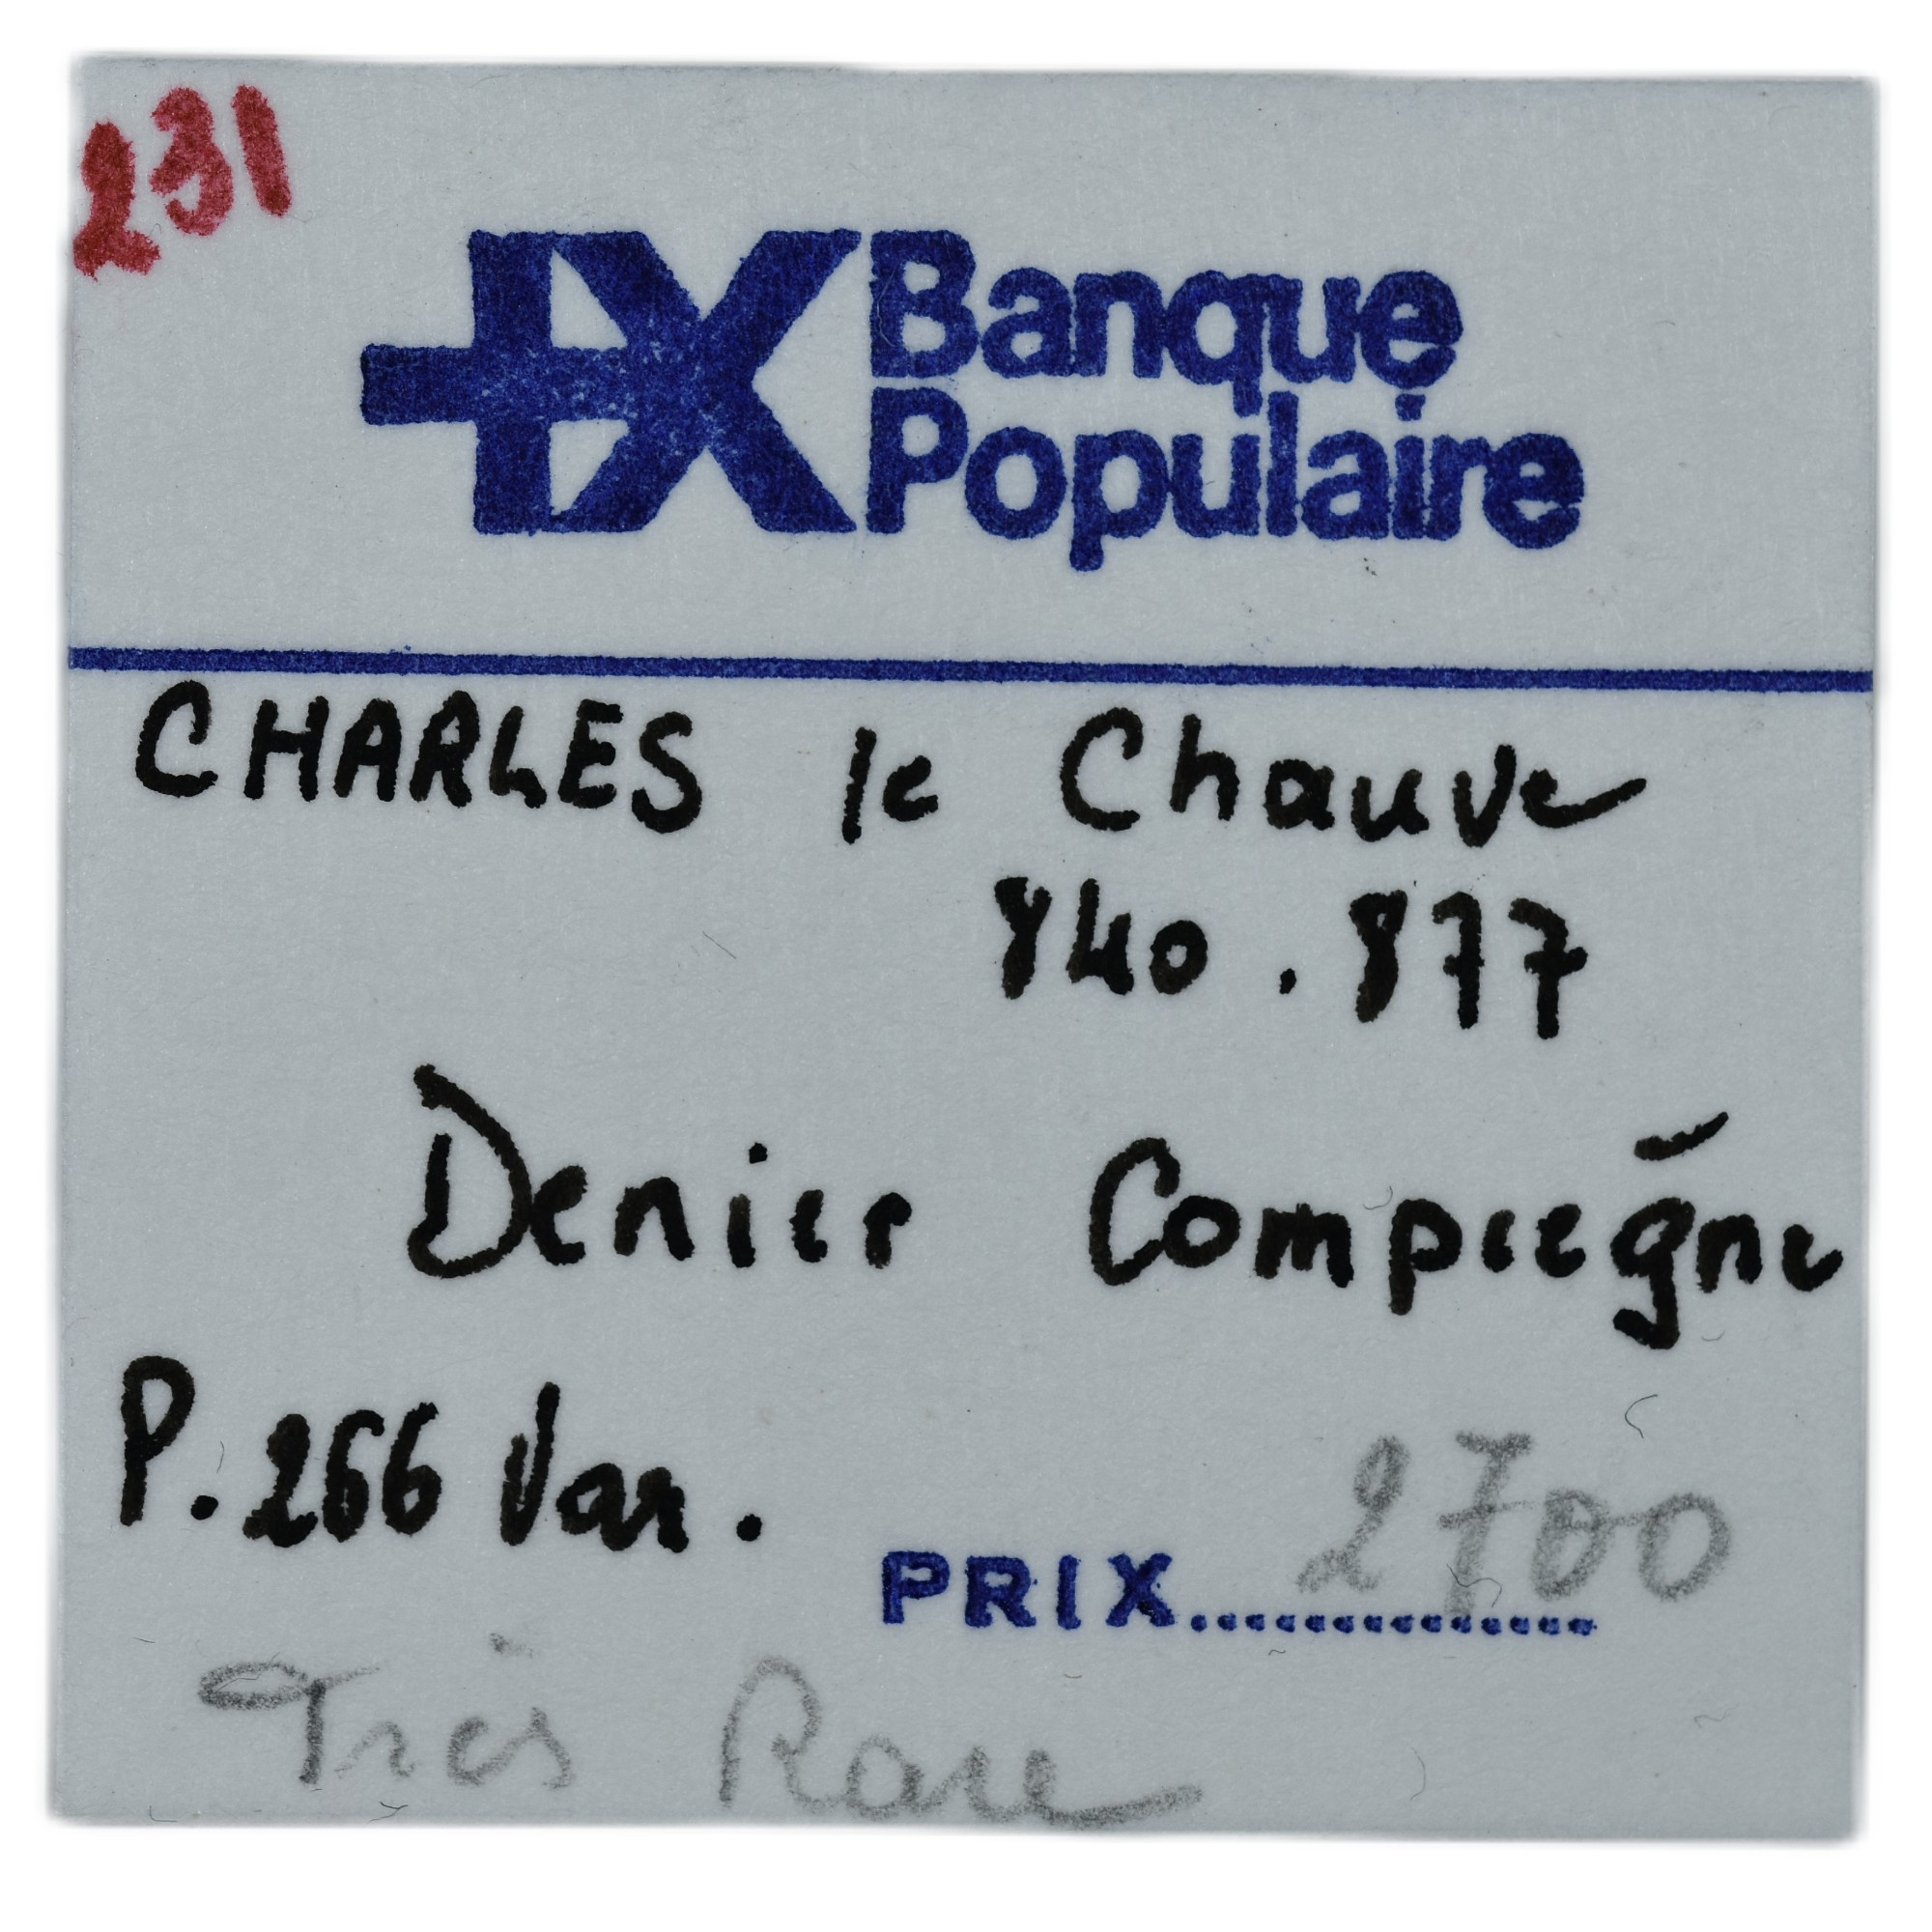 231
Banque
Populaire
CHARLES le Chauve
840.877
Denier Compiegne
P.266 Var.
PRIX............... 2700
Très Rare